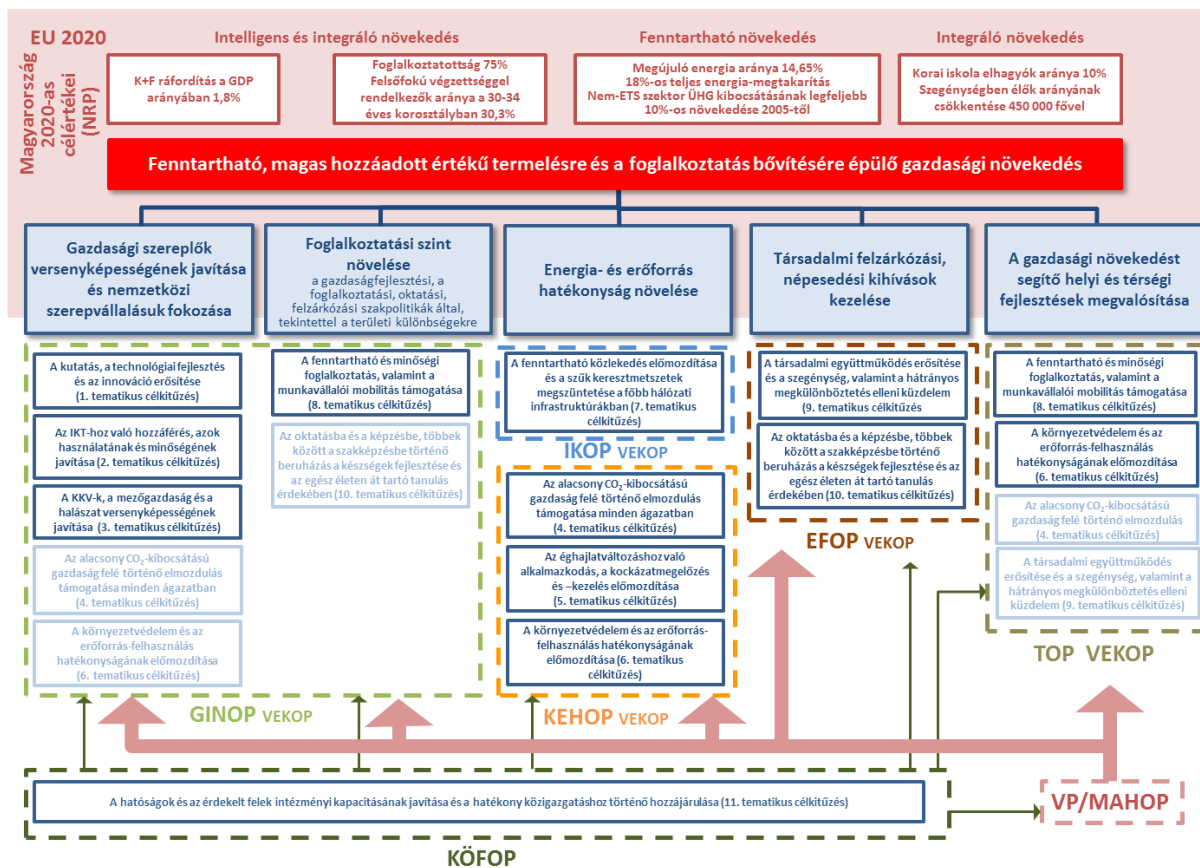 EU 2020
Magyarország
2020-as
célértékei
(NRP)
Intelligens és integráló növekedés
Fenntartható növekedés
Integráló növekedés
K+F ráfordítás a GDP
arányában 1,8%
Foglalkoztatottság 75%
Felsőfokú végzettséggel
rendelkezők aránya a 30-34
éves korosztályban 30,3%
Megújuló energia aránya 14,65%
18%-os teljes energia-megtakarítás
Nem-ETS szektor ÜHG kibocsátásának legfeljebb
10%-os növekedése 2005-től
Korai iskola elhagyók aránya 10%
Szegénységben élők arányának
csökkentése 450 000 fővel
Fenntartható, magas hozzáadott értékű termelésre és a foglalkoztatás bővítésére épülő gazdasági növekedés
Gazdasági szereplők
versenyképességének javítása
és nemzetközi
szerepvállalásuk fokozása
Foglalkoztatási szint
növelése
a gazdaságfejlesztési, a
foglalkoztatási, oktatási,
felzárkózási szakpolitikák által,
tekintettel a területi különbségekre
Energia- és erőforrás
hatékonyság növelése
Társadalmi felzárkózási,
népesedési kihívások
kezelése
A gazdasági növekedést
segítő helyi és térségi
fejlesztések megvalósítása
A kutatás, a technológiai fejlesztés
és az innováció erősítése
(1. tematikus célkitűzés)
Az IKT-hoz való hozzáférés, azok
használatának és minőségének
javítása (2. tematikus célkitűzés)
A KKV-k, a mezőgazdaság és a
halászat versenyképességének
javítása (3. tematikus célkitűzés)
Az alacsony CO₂-kibocsátású
gazdaság felé történő elmozdulás
támogatása minden ágazatban
(4. tematikus célkitűzés)
A környezetvédelem és az
erőforrás-felhasználás
hatékonyságának előmozdítása
(6. tematikus célkitűzés)
A fenntartható és minőségi
foglalkoztatás, valamint a
munkavállalói mobilitás támogatása
(8. tematikus célkitűzés)
Az oktatásba és a képzésbe, többek
között a szakképzésbe történő
beruházás a készségek fejlesztése és
az egész életen át tartó tanulás
érdekében (10. tematikus célkitűzés)
GINOP VEKOP
A fenntartható közlekedés előmozdítása
és a szűk keresztmetszetek
megszüntetése a főbb hálózati
infrastruktúrákban (7. tematikus
célkitűzés)
IKOP VEKOP
Az alacsony CO₂-kibocsátású
gazdaság felé történő elmozdulás
támogatása minden ágazatban
(4. tematikus célkitűzés)
Az éghajlatváltozáshoz való
alkalmazkodás, a kockázatmegelőzés
és –kezelés előmozdítása
(5. tematikus célkitűzés)
A környezetvédelem és az erőforrás-
felhasználás hatékonyságának
előmozdítása (6. tematikus
célkitűzés)
KEHOP VEKOP
A társadalmi együttműködés erősítése
és a szegénység, valamint a hátrányos
megkülönböztetés elleni küzdelem
(9. tematikus célkitűzés
Az oktatásba és a képzésbe, többek
között a szakképzésbe történő
beruházás a készségek fejlesztése és az
egész életen át tartó tanulás
érdekében (10. tematikus célkitűzés)
EFOP VEKOP
A fenntartható és minőségi
foglalkoztatás, valamint a
munkavállalói mobilitás támogatása
(8. tematikus célkitűzés)
A környezetvédelem és az
erőforrás-felhasználás
hatékonyságának előmozdítása
(6. tematikus célkitűzés)
Az alacsony CO₂-kibocsátású
gazdaság felé történő elmozdulás
(4. tematikus célkitűzés)
A társadalmi együttműködés
erősítése és a szegénység, valamint a
hátrányos megkülönböztetés elleni
küzdelem (9. tematikus célkitűzés)
TOP VEKOP
A hatóságok és az érdekelt felek intézményi kapacitásának javítása és a hatékony közigazgatáshoz történő hozzájárulása (11. tematikus célkitűzés)
VP/MAHOP
KÖFOP